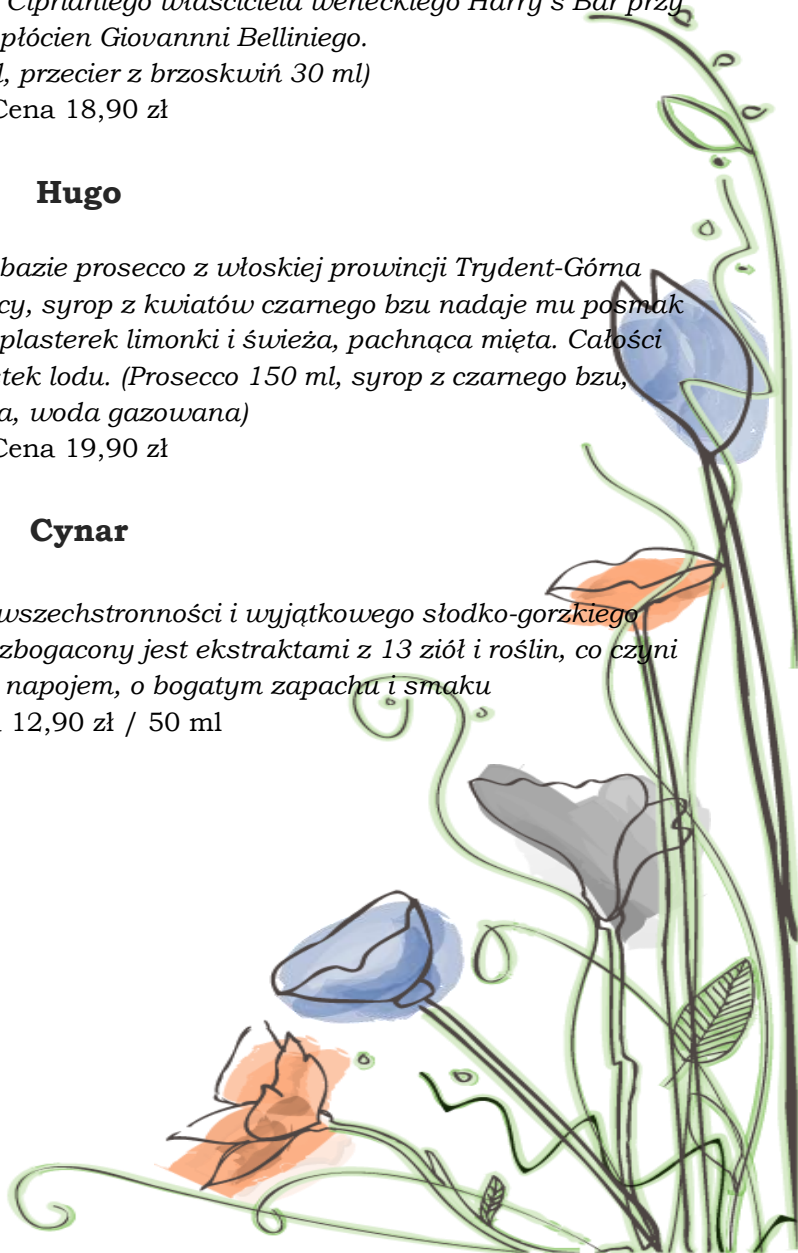 Ciprianiego właściciela weneckiego Harry's Bar przy
płócien Giovannni Belliniego.
, przecier z brzoskwiń 30 ml)
Cena 18,90 zł
Hugo
bazie prosecco z włoskiej prowincji Trydent-Górna
cy, syrop z kwiatów czarnego bzu nadaje mu posmak
plasterek limonki i świeża, pachnąca mięta. Całości
tek lodu. (Prosecco 150 ml, syrop z czarnego bzu,
a, woda gazowana)
Cena 19,90 zł
Cynar
wszechstronności i wyjątkowego słodko-gorzkiego
zbogacony jest ekstraktami z 13 ziół i roślin, co czyni
napojem, o bogatym zapachu i smaku
12,90 zł / 50 ml